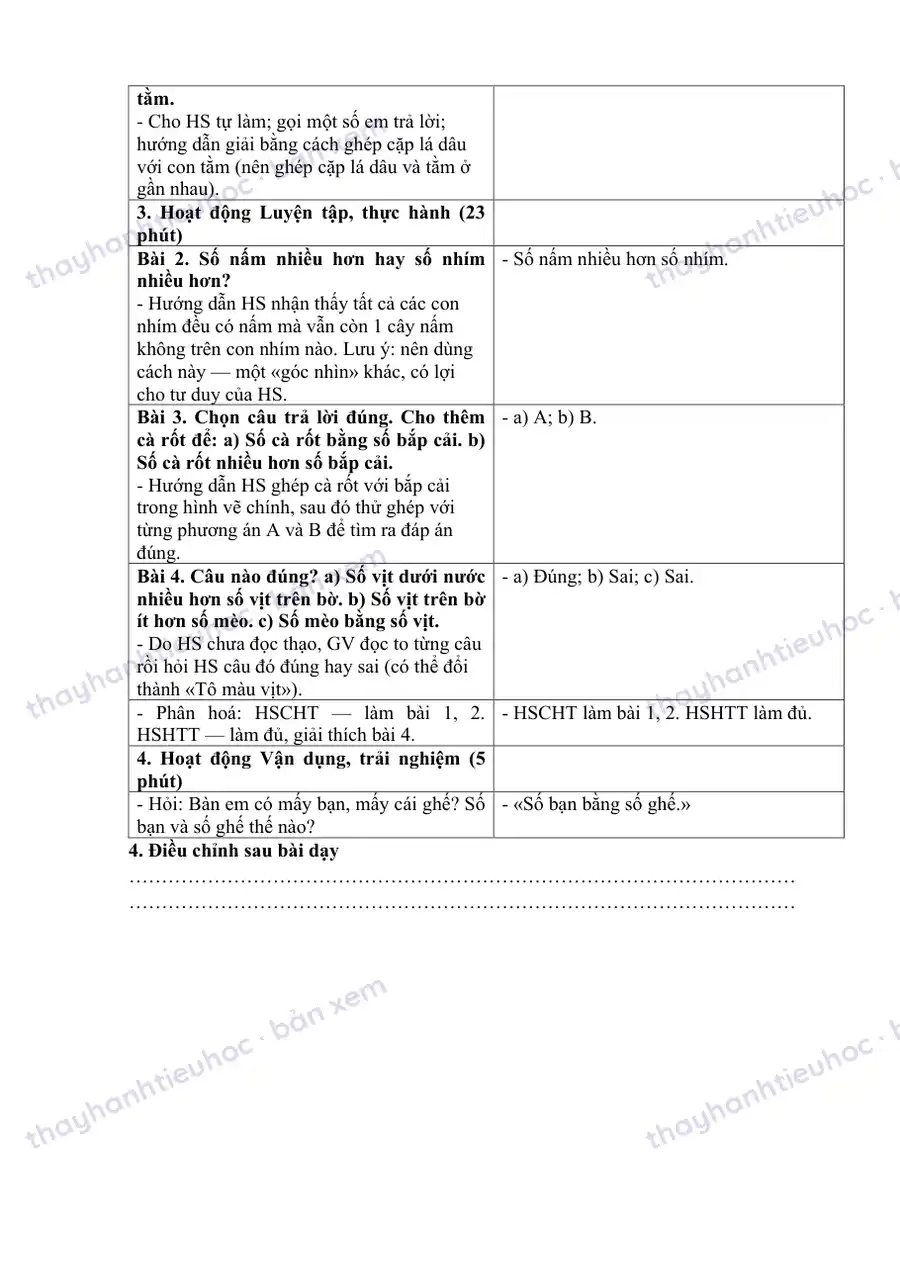 tằm.
- Cho HS tự làm; gọi một số em trả lời;
hướng dẫn giải bằng cách ghép cặp lá dâu
với con tằm (nên ghép cặp lá dâu và tằm ở
gần nhau).
3. Hoạt động Luyện tập, thực hành (23
phút)
Bài 2. Số nấm nhiều hơn hay số nhím
nhiều hơn?
- Hướng dẫn HS nhận thấy tất cả các con
nhím đều có nấm mà vẫn còn 1 cây nấm
không trên con nhím nào. Lưu ý: nên dùng
cách này — một «góc nhìn» khác, có lợi
cho tư duy của HS.
- Số nấm nhiều hơn số nhím.
Bài 3. Chọn câu trả lời đúng. Cho thêm
cà rốt để: a) Số cà rốt bằng số bắp cải. b)
Số cà rốt nhiều hơn số bắp cải.
- Hướng dẫn HS ghép cà rốt với bắp cải
trong hình vẽ chính, sau đó thử ghép với
từng phương án A và B để tìm ra đáp án
đúng.
- a) A; b) B.
Bài 4. Câu nào đúng? a) Số vịt dưới nước
nhiều hơn số vịt trên bờ. b) Số vịt trên bờ
ít hơn số mèo. c) Số mèo bằng số vịt.
- Do HS chưa đọc thạo, GV đọc to từng câu
rồi hỏi HS câu đó đúng hay sai (có thể đổi
thành «Tô màu vịt»).
- a) Đúng; b) Sai; c) Sai.
- Phân hoá: HSCHT — làm bài 1, 2.
HSHTT — làm đủ, giải thích bài 4.
- HSCHT làm bài 1, 2. HSHTT làm đủ.
4. Hoạt động Vận dụng, trải nghiệm (5
phút)
- Hỏi: Bàn em có mấy bạn, mấy cái ghế? Số
bạn và số ghế thế nào?
- «Số bạn bằng số ghế.»
4. Điều chỉnh sau bài dạy
…………………………………………………………………………………………
…………………………………………………………………………………………
thayhanhtieuhoc · bản xem
thayhanhtieuhoc · b
thayhanhtieuhoc · bản xem
thayhanhtieuhoc · b
thayhanhtieuhoc · bản xem
thayhanhtieuhoc · b